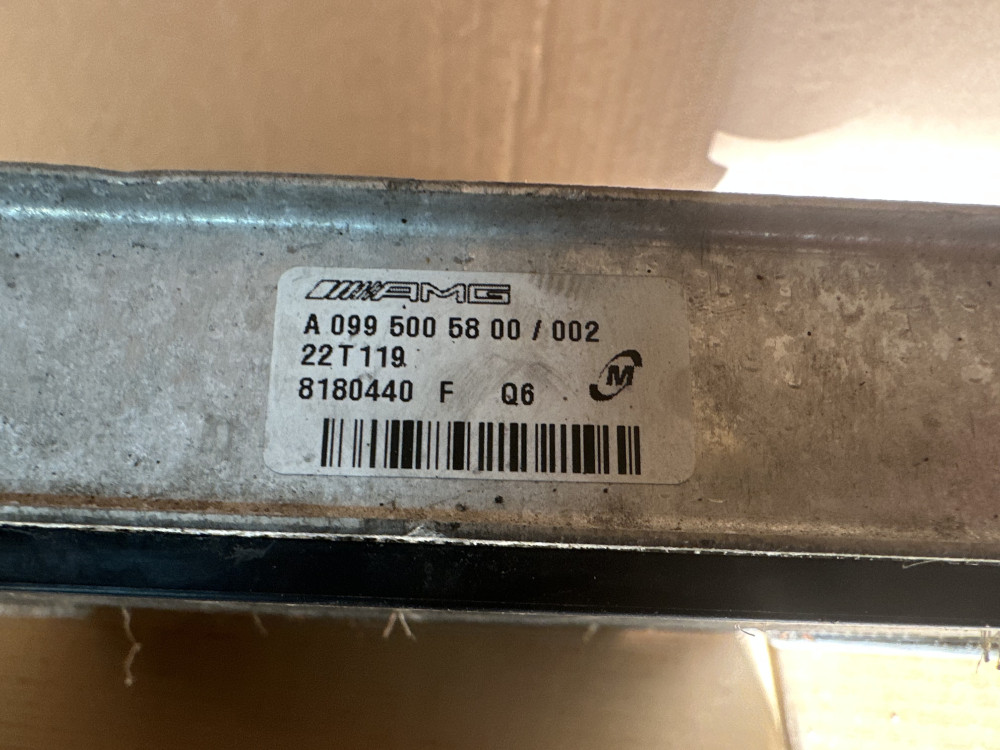 AMG
A 099 500 58 00 / 002
22T119
8180440 F Q6
M